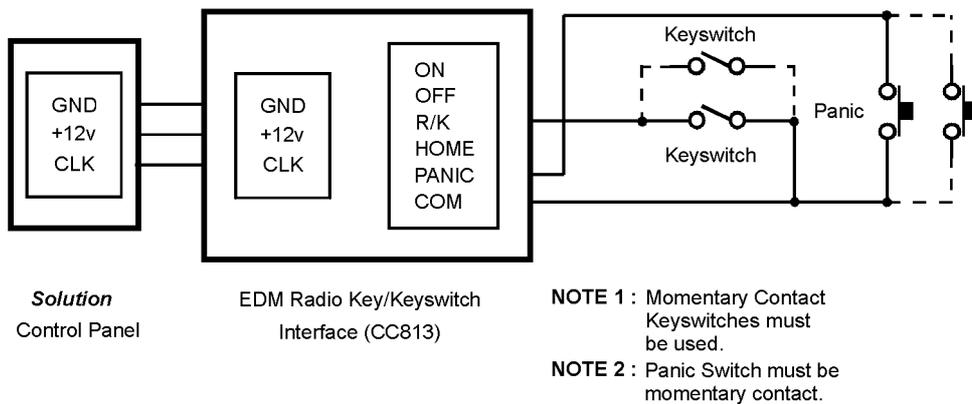 GND
+12v
CLK
GND
+12v
CLK
ON
OFF
R/K
HOME
PANIC
COM
Keyswitch
Keyswitch
Panic
Solution
Control Panel
EDM Radio Key/Keyswitch
Interface (CC813)
NOTE 1 : Momentary Contact
Keyswitches must
be used.
NOTE 2 : Panic Switch must be
momentary contact.